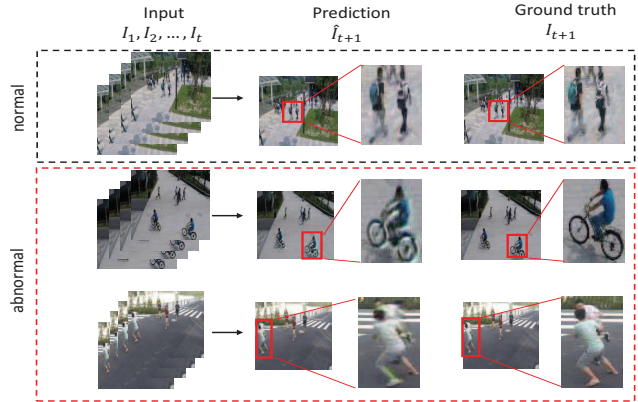 Input
Prediction
Ground truth
I₁, I₂, ..., Iₜ
Îₜ₊₁
Iₜ₊₁
normal
abnormal